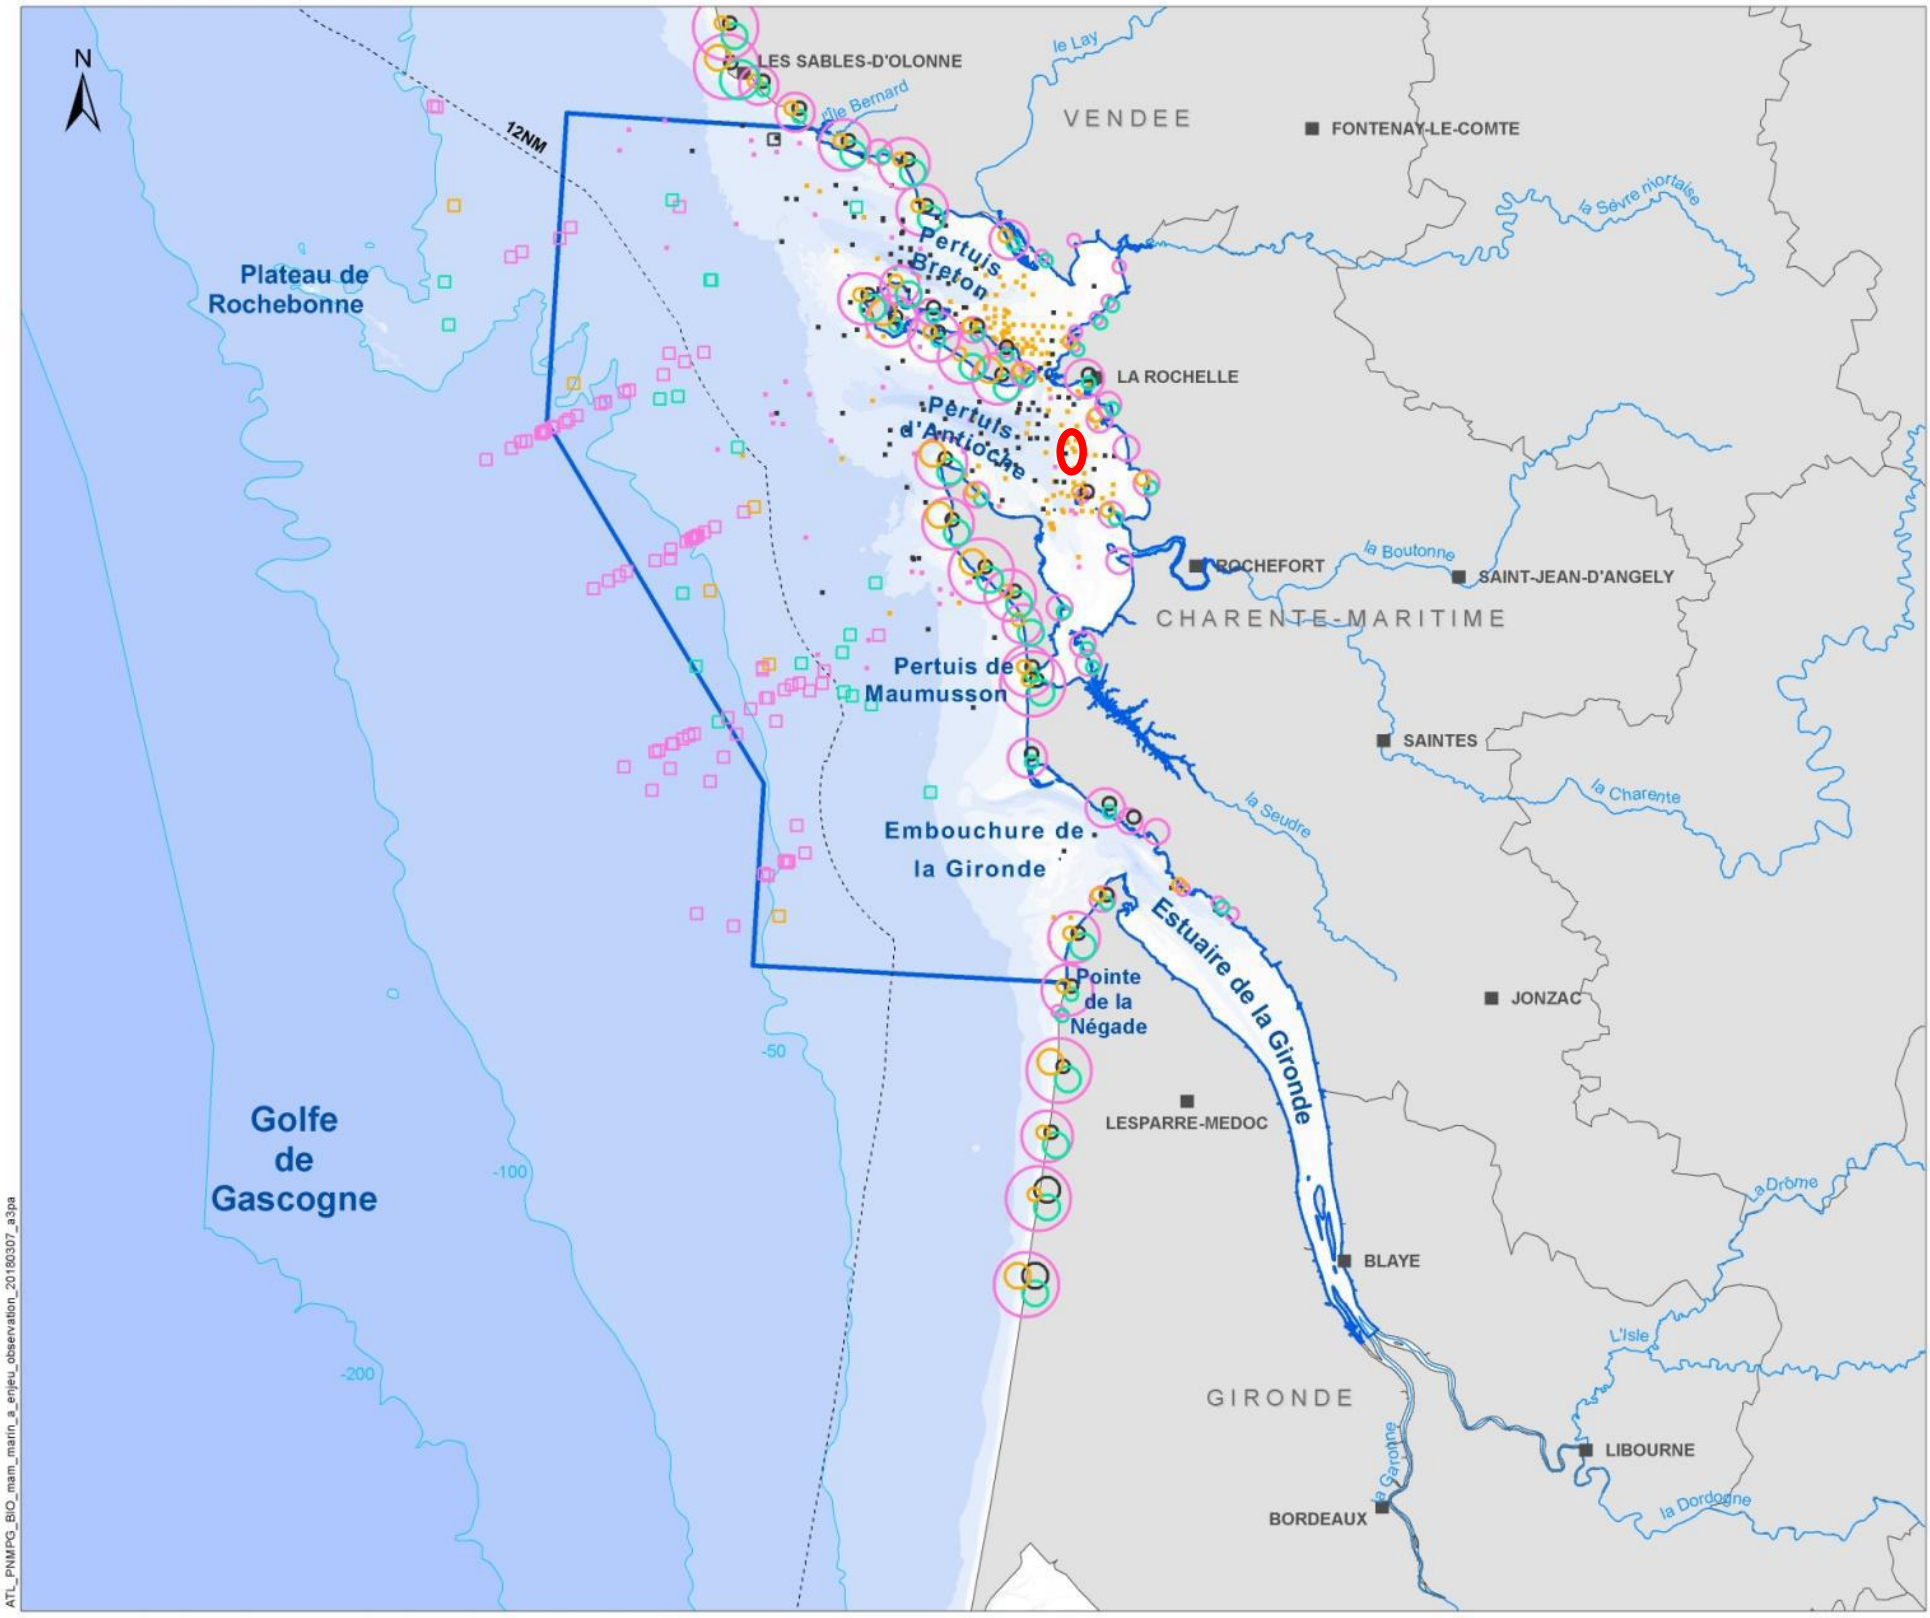 N
LES SABLES-D'OLONNE
le Lay
VENDEE
FONTENAY-LE-COMTE
12NM
la Sèvre niortaise
Pertuis
Breton
Plateau de
Rochebonne
LA ROCHELLE
Pertuis
d'Antioche
la Boutonne
ROCHEFORT
SAINT-JEAN-D'ANGELY
CHARENTE-MARITIME
Pertuis de
Maumusson
SAINTES
la Charente
la Seudre
Embouchure de
la Gironde
Estuaire de la Gironde
Pointe
de la
Négade
JONZAC
-50
Golfe
de
Gascogne
LESPARRE-MEDOC
-100
La Drôme
BLAYE
L'Isle
-200
GIRONDE
la Garonne
LIBOURNE
la Dordogne
BORDEAUX
ATL_PNMPG_BIO_mam_marin_a_enjeu_observation_20180307_a3pa